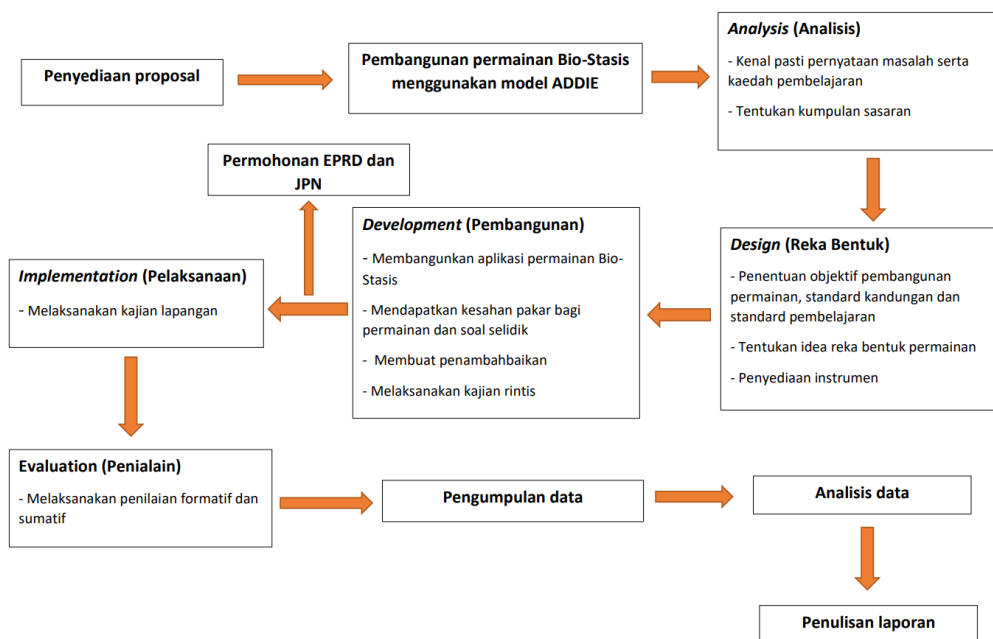 Penyediaan proposal
Pembangunan permainan Bio-Stasis
menggunakan model ADDIE
Analysis (Analisis)
- Kenal pasti pernyataan masalah serta
kaedah pembelajaran
- Tentukan kumpulan sasaran
Design (Reka Bentuk)
- Penentuan objektif pembangunan
permainan, standard kandungan dan
standard pembelajaran
- Tentukan idea reka bentuk permainan
- Penyediaan instrumen
Development (Pembangunan)
- Membangunkan aplikasi permainan Bio-
Stasis
- Mendapatkan kesahan pakar bagi
permainan dan soal selidik
- Membuat penambahbaikan
- Melaksanakan kajian rintis
Permohonan EPRD dan
JPN
Implementation (Pelaksanaan)
- Melaksanakan kajian lapangan
Evaluation (Penialain)
- Melaksanakan penilaian formatif dan
sumatif
Pengumpulan data
Analisis data
Penulisan laporan